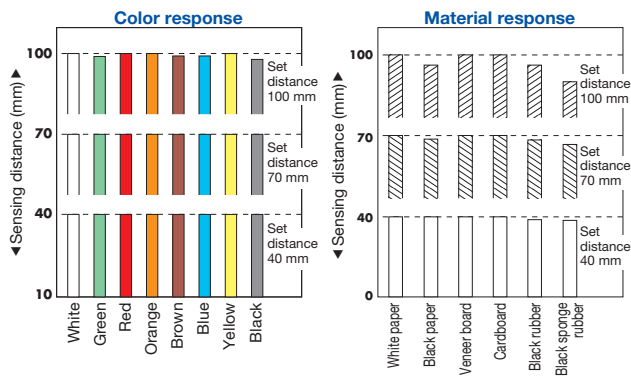 Color response
◄Sensing distance (mm)►
100
70
40
10
Set
distance
100 mm
Set
distance
70 mm
Set
distance
40 mm
White
Green
Red
Orange
Brown
Blue
Yellow
Black
Material response
◄Sensing distance (mm)►
100
70
40
0
Set
distance
100 mm
Set
distance
70 mm
Set
distance
40 mm
White paper
Black paper
Veneer board
Cardboard
Black rubber
Black sponge
rubber